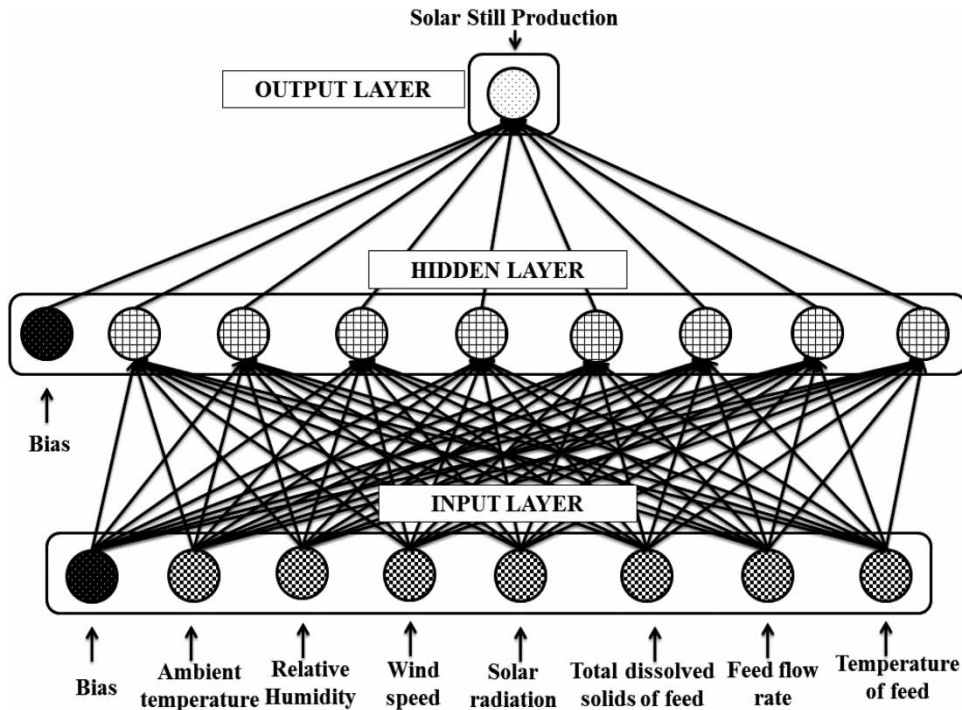 Solar Still Production
OUTPUT LAYER
HIDDEN LAYER
Bias
INPUT LAYER
Bias
Ambient
temperature
Relative
Humidity
Wind
speed
Solar
radiation
Total dissolved
solids of feed
Feed flow
rate
Temperature
of feed